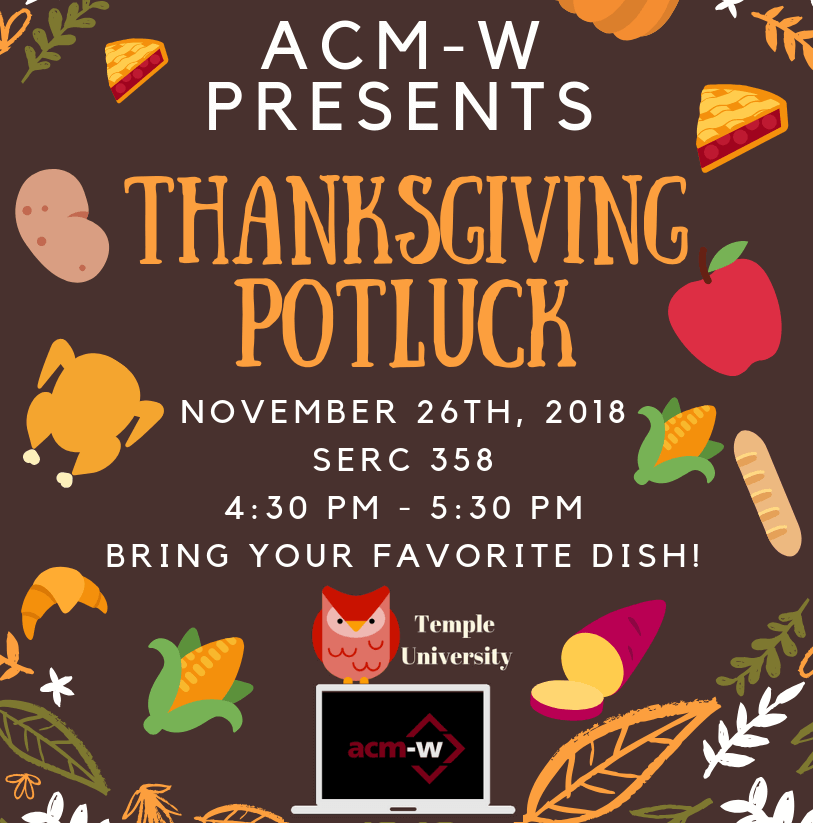 ACM-W
PRESENTS
THANKSGIVING
POTLUCK
NOVEMBER 26TH, 2018
SERC 358
4:30 PM - 5:30 PM
BRING YOUR FAVORITE DISH!
Temple
University
acm-w